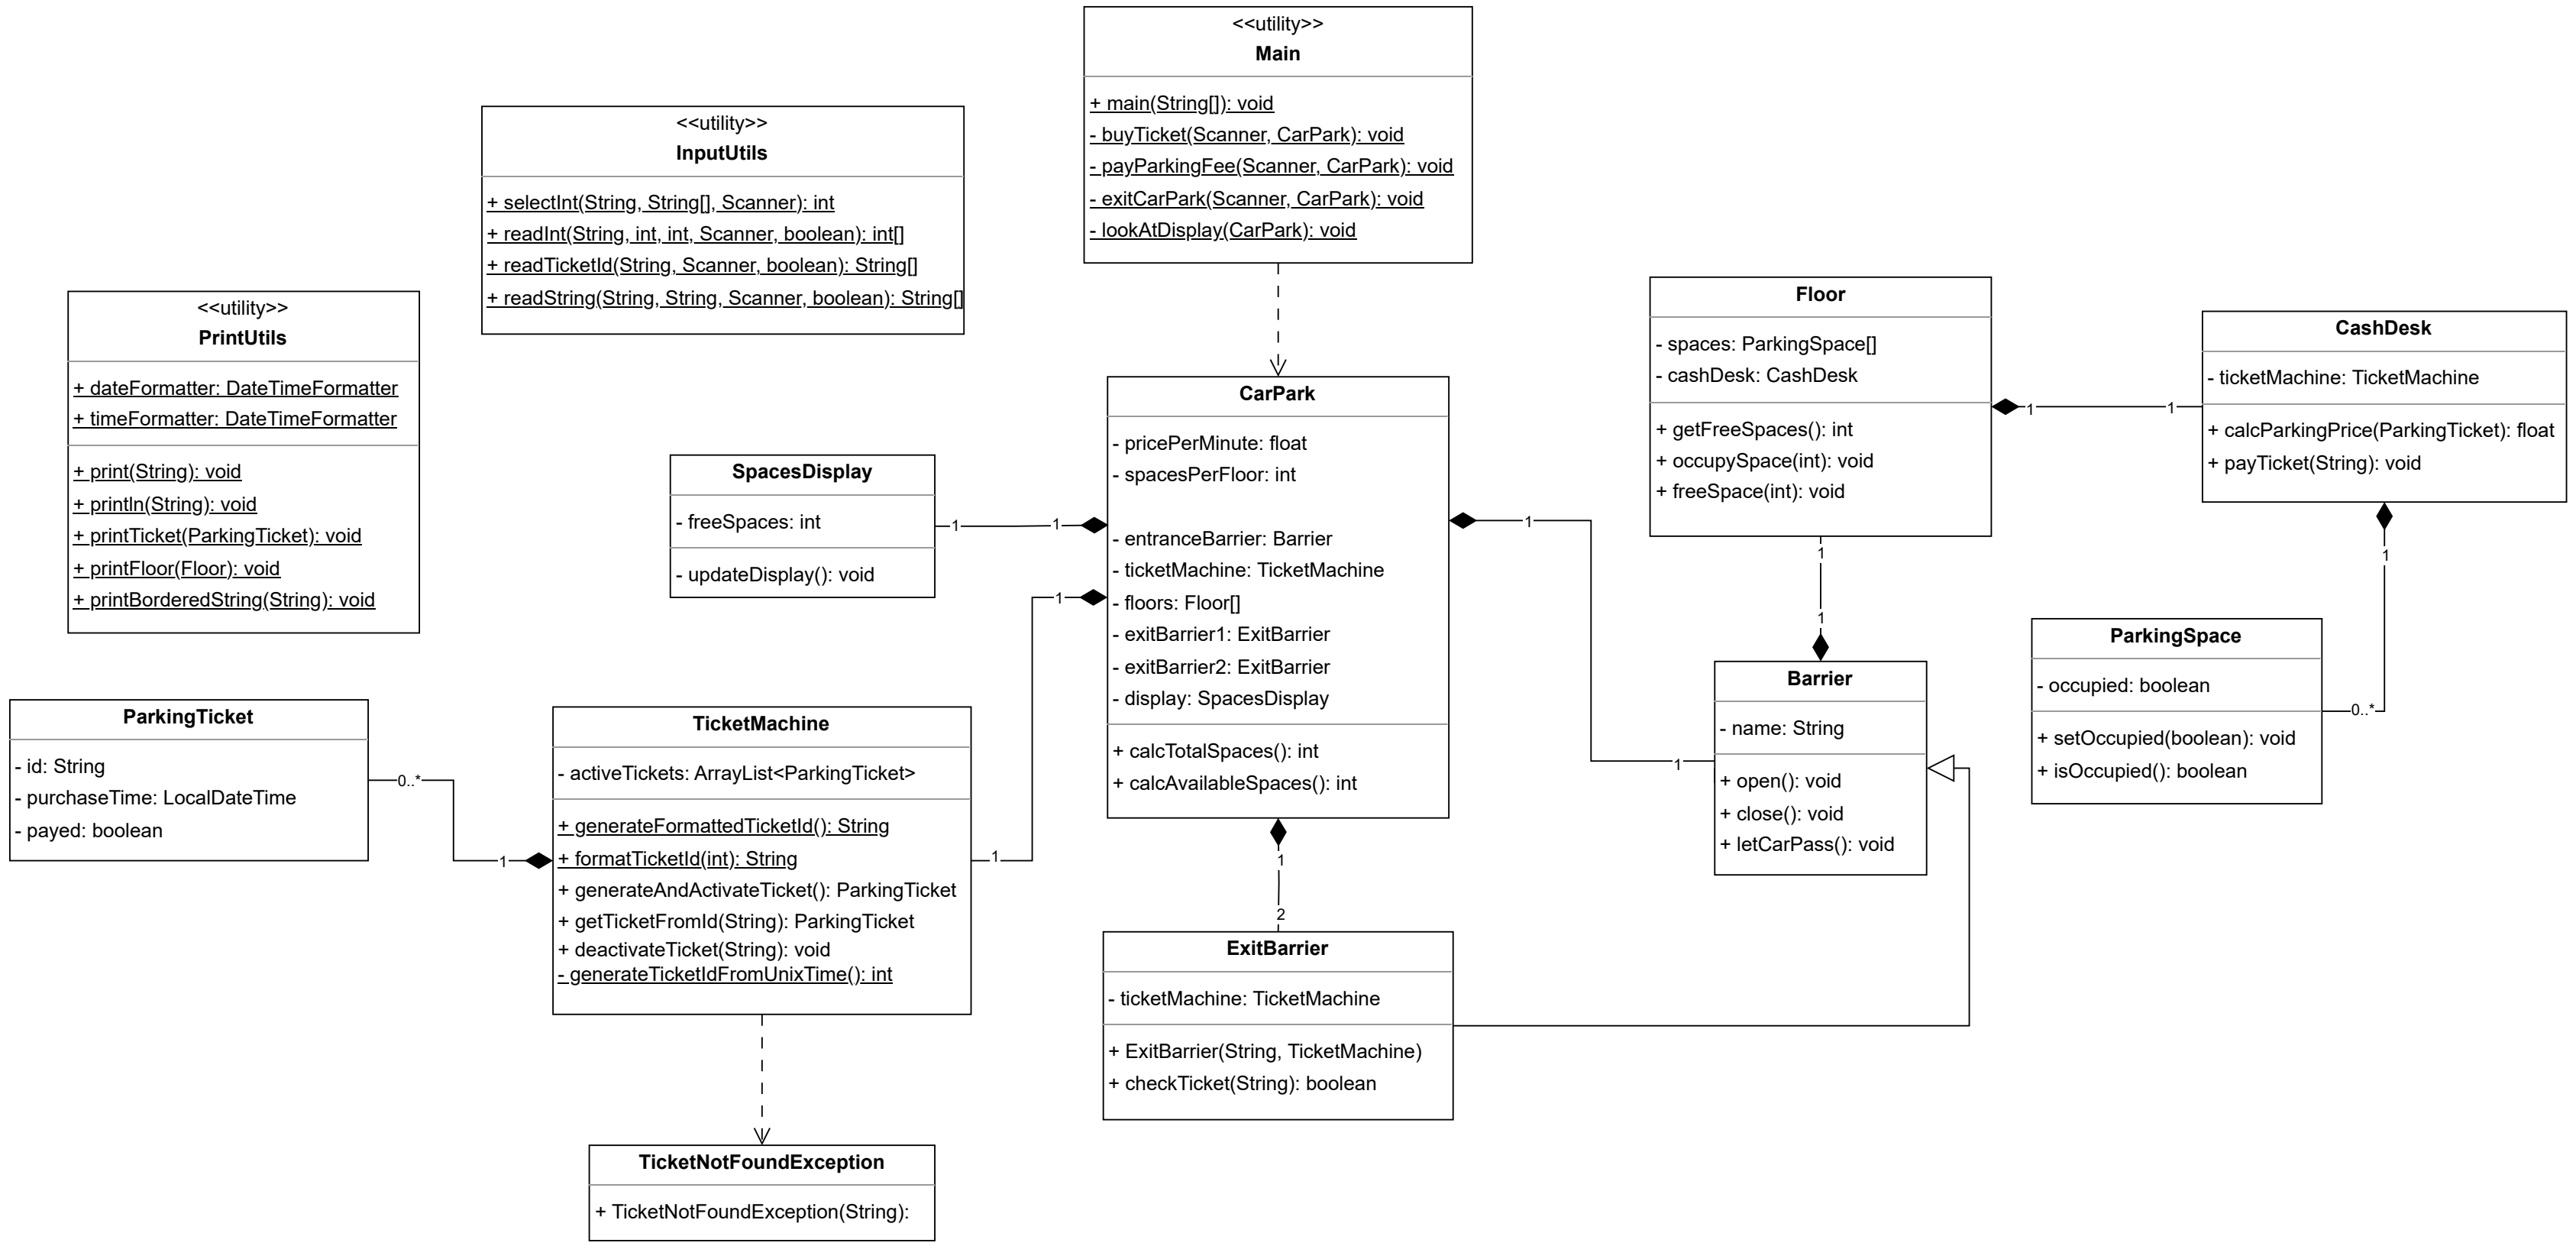 <<utility>>
Main
+ main(String[]): void
- buyTicket(Scanner, CarPark): void
- payParkingFee(Scanner, CarPark): void
- exitCarPark(Scanner, CarPark): void
- lookAtDisplay(CarPark): void
<<utility>>
InputUtils
+ selectInt(String, String[], Scanner): int
+ readInt(String, int, int, Scanner, boolean): int[]
+ readTicketId(String, Scanner, boolean): String[]
+ readString(String, String, Scanner, boolean): String[]
<<utility>>
PrintUtils
+ dateFormatter: DateTimeFormatter
+ timeFormatter: DateTimeFormatter
+ print(String): void
+ println(String): void
+ printTicket(ParkingTicket): void
+ printFloor(Floor): void
+ printBorderedString(String): void
Floor
- spaces: ParkingSpace[]
- cashDesk: CashDesk
+ getFreeSpaces(): int
+ occupySpace(int): void
+ freeSpace(int): void
1
1
CashDesk
- ticketMachine: TicketMachine
+ calcParkingPrice(ParkingTicket): float
+ payTicket(String): void
CarPark
- pricePerMinute: float
- spacesPerFloor: int
- entranceBarrier: Barrier
- ticketMachine: TicketMachine
- floors: Floor[]
- exitBarrier1: ExitBarrier
- exitBarrier2: ExitBarrier
- display: SpacesDisplay
+ calcTotalSpaces(): int
+ calcAvailableSpaces(): int
SpacesDisplay
- freeSpaces: int
- updateDisplay(): void
1
1
1
1
1
1
1
1
1
0..*
ParkingSpace
- occupied: boolean
+ setOccupied(boolean): void
+ isOccupied(): boolean
Barrier
- name: String
+ open(): void
+ close(): void
+ letCarPass(): void
ParkingTicket
- id: String
- purchaseTime: LocalDateTime
- payed: boolean
0..*
1
TicketMachine
- activeTickets: ArrayList<ParkingTicket>
+ generateFormattedTicketId(): String
+ formatTicketId(int): String
+ generateAndActivateTicket(): ParkingTicket
+ getTicketFromId(String): ParkingTicket
+ deactivateTicket(String): void
- generateTicketIdFromUnixTime(): int
1
2
ExitBarrier
- ticketMachine: TicketMachine
+ ExitBarrier(String, TicketMachine)
+ checkTicket(String): boolean
TicketNotFoundException
+ TicketNotFoundException(String):